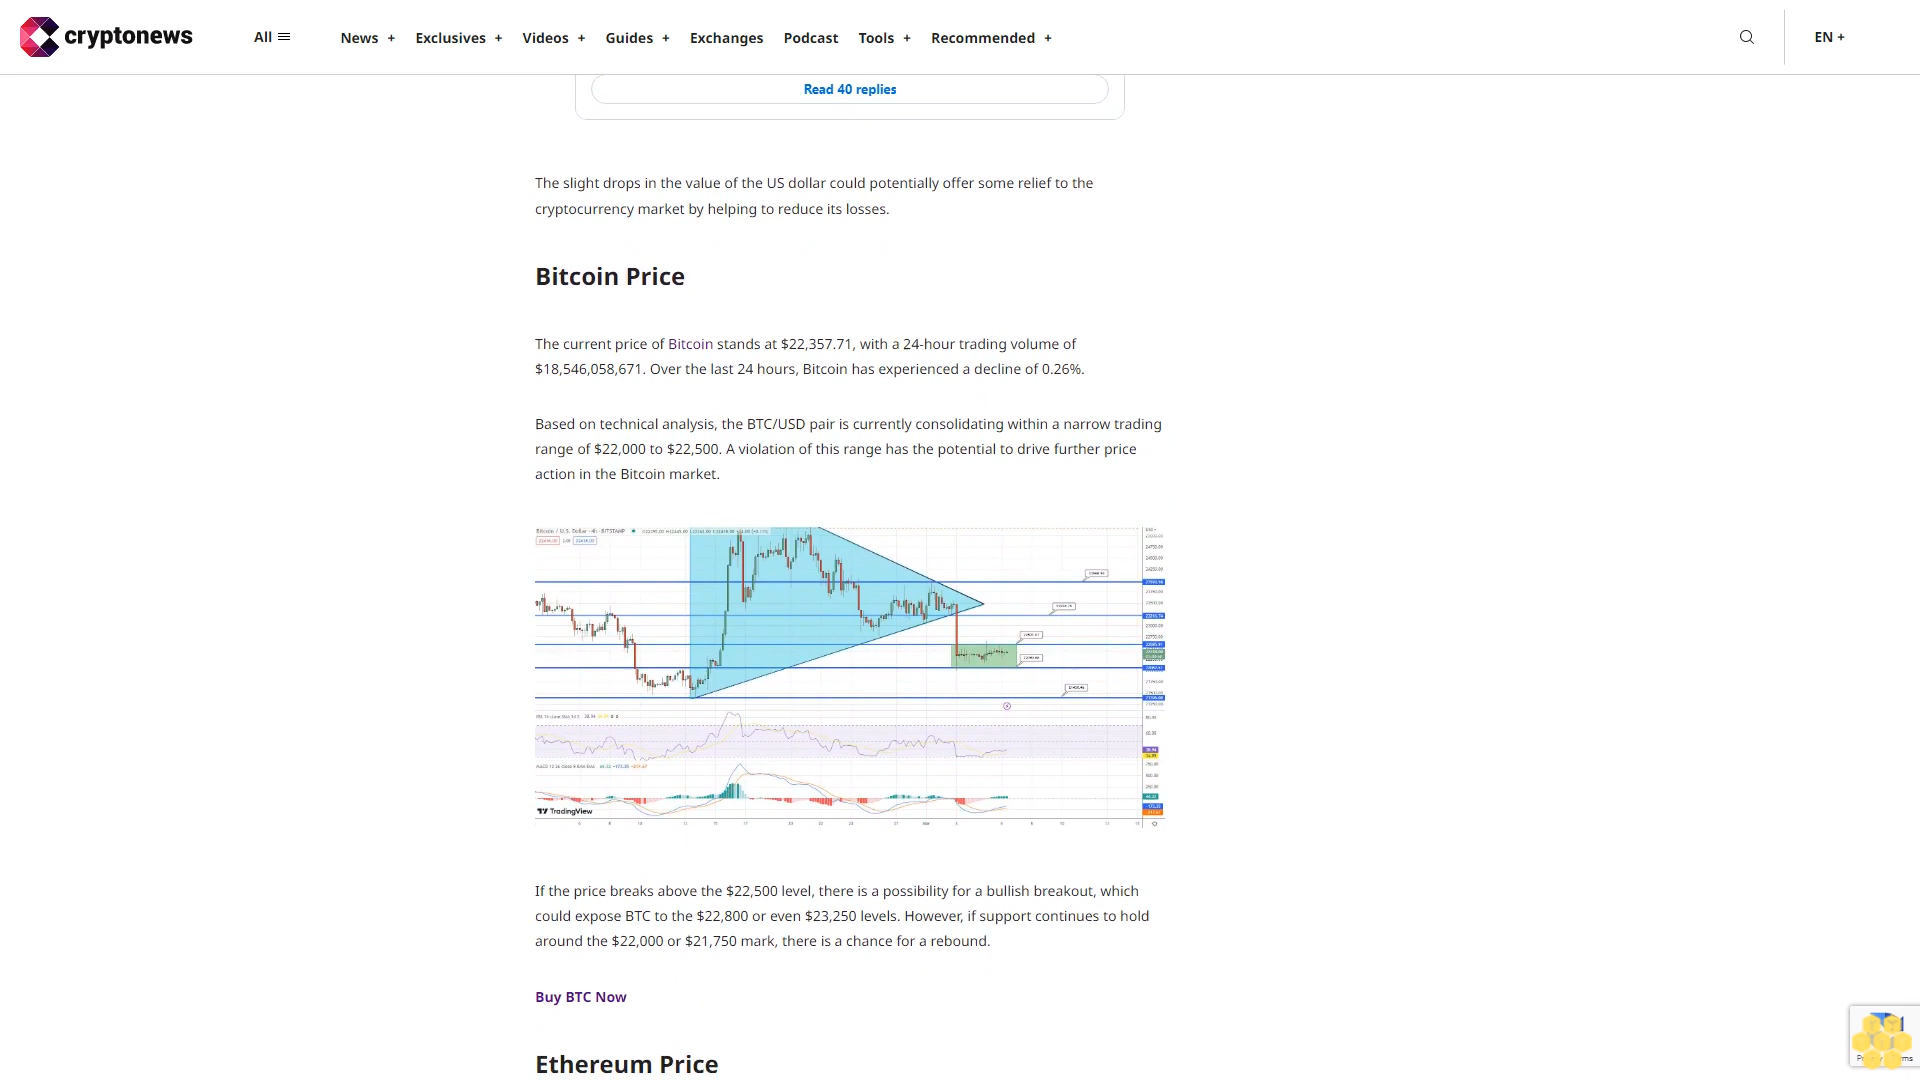 cryptonews
All
News +
Exclusives +
Videos +
Guides +
Exchanges
Podcast
Tools +
Recommended +
EN +
Read 40 replies
The slight drops in the value of the US dollar could potentially offer some relief to the
cryptocurrency market by helping to reduce its losses.
Bitcoin Price
The current price of Bitcoin stands at $22,357.71, with a 24-hour trading volume of
$18,546,058,671. Over the last 24 hours, Bitcoin has experienced a decline of 0.26%.
Based on technical analysis, the BTC/USD pair is currently consolidating within a narrow trading
range of $22,000 to $22,500. A violation of this range has the potential to drive further price
action in the Bitcoin market.
Bitcoin / U.S. Dollar · 4h · BITSTAMP
TradingView
If the price breaks above the $22,500 level, there is a possibility for a bullish breakout, which
could expose BTC to the $22,800 or even $23,250 levels. However, if support continues to hold
around the $22,000 or $21,750 mark, there is a chance for a rebound.
Buy BTC Now
Ethereum Price